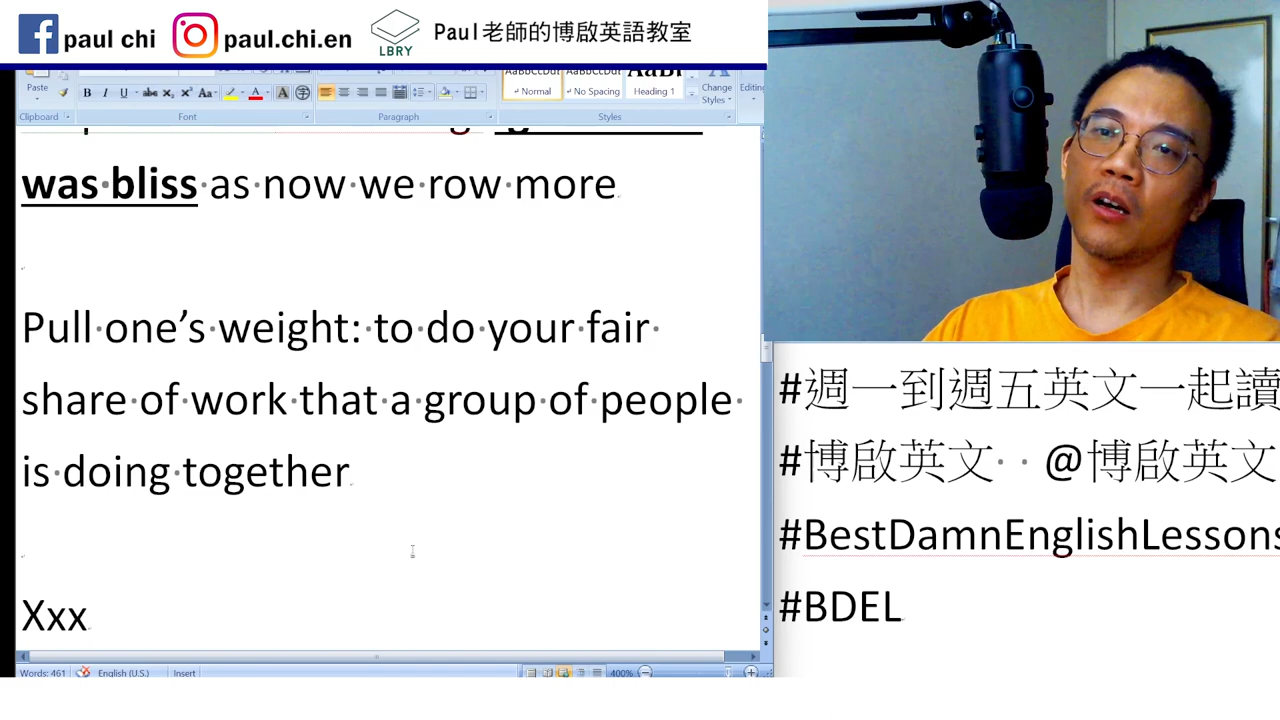 paul chi
paul.chi.en
LBRY
Paul老師的博啟英語教室
Paste
Clipboard
Font
Paragraph
AaBbCcDd AaBbCcDd
Normal
No Spacing
Heading 1
Change Styles
Editing
Styles
was bliss as now we row more
Pull one’s weight: to do your fair
share of work that a group of people
is doing together
Xxx
Words: 461
English (U.S.)
Insert
400%
#週一到週五英文一起讀
#博啟英文 @博啟英文
#BestDamnEnglishLessons
#BDEL